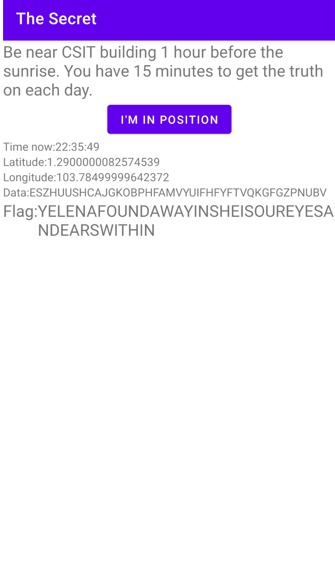 The Secret
Be near CSIT building 1 hour before the
sunrise. You have 15 minutes to get the truth
on each day.
I'M IN POSITION
Time now:22:35:49
Latitude:1.2900000082574539
Longitude:103.78499999642372
Data:ESZHUUSHCAJGKOBPHFAMVYUIFHFYFTVQKGFGZPNUBV
Flag:YELENAFOUNDAWAYINSHEISOUREYESA
NDEARSWITHIN